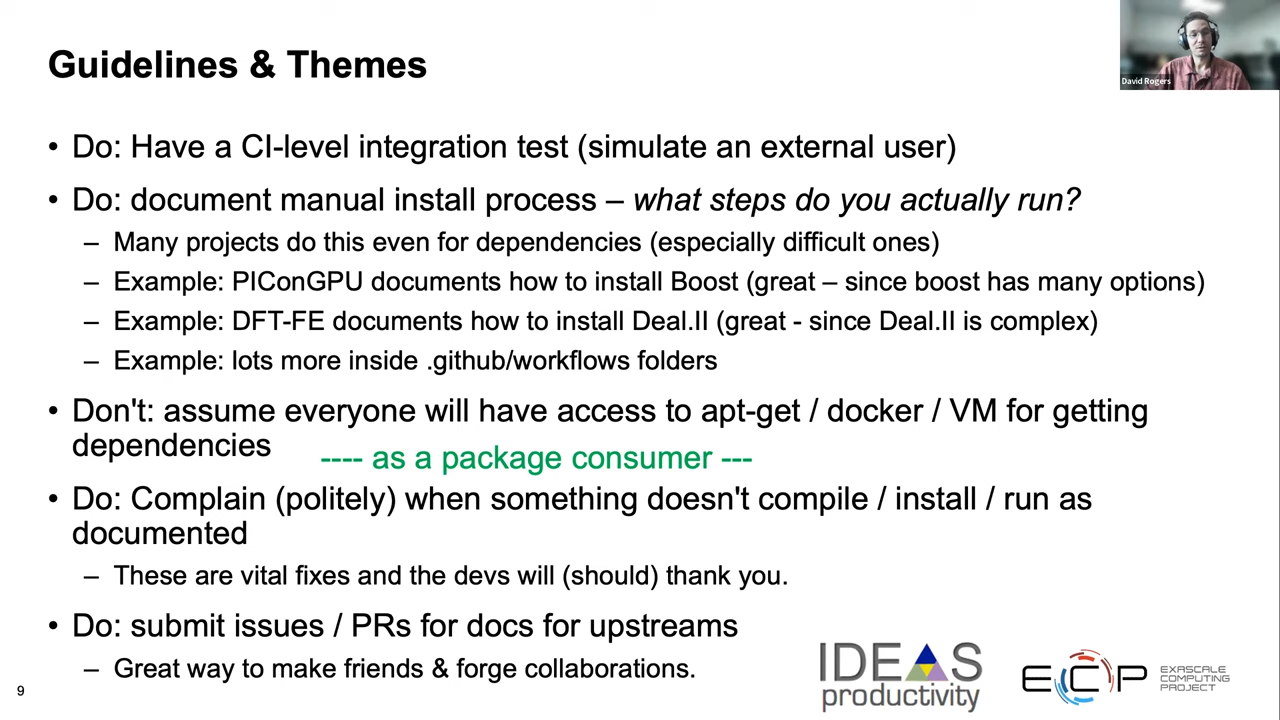 Guidelines & Themes
David Rogers
• Do: Have a CI-level integration test (simulate an external user)
• Do: document manual install process – what steps do you actually run?
– Many projects do this even for dependencies (especially difficult ones)
– Example: PIConGPU documents how to install Boost (great – since boost has many options)
– Example: DFT-FE documents how to install Deal.II (great - since Deal.II is complex)
– Example: lots more inside .github/workflows folders
• Don't: assume everyone will have access to apt-get / docker / VM for getting
dependencies
---- as a package consumer ---
• Do: Complain (politely) when something doesn't compile / install / run as
documented
– These are vital fixes and the devs will (should) thank you.
• Do: submit issues / PRs for docs for upstreams
– Great way to make friends & forge collaborations.
9
IDEAS
productivity
ECP
EXASCALE
COMPUTING
PROJECT